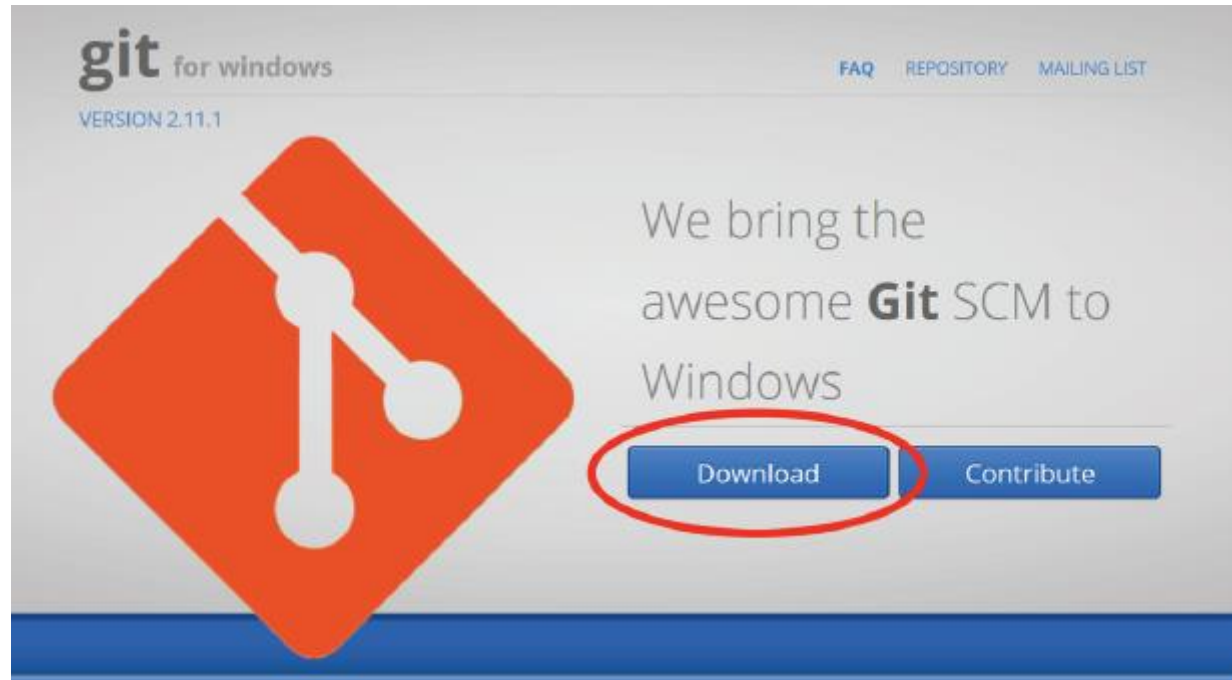 git for windows
FAQ REPOSITORY MAILING LIST
VERSION 2.11.1
We bring the
awesome Git SCM to
Windows
Download
Contribute